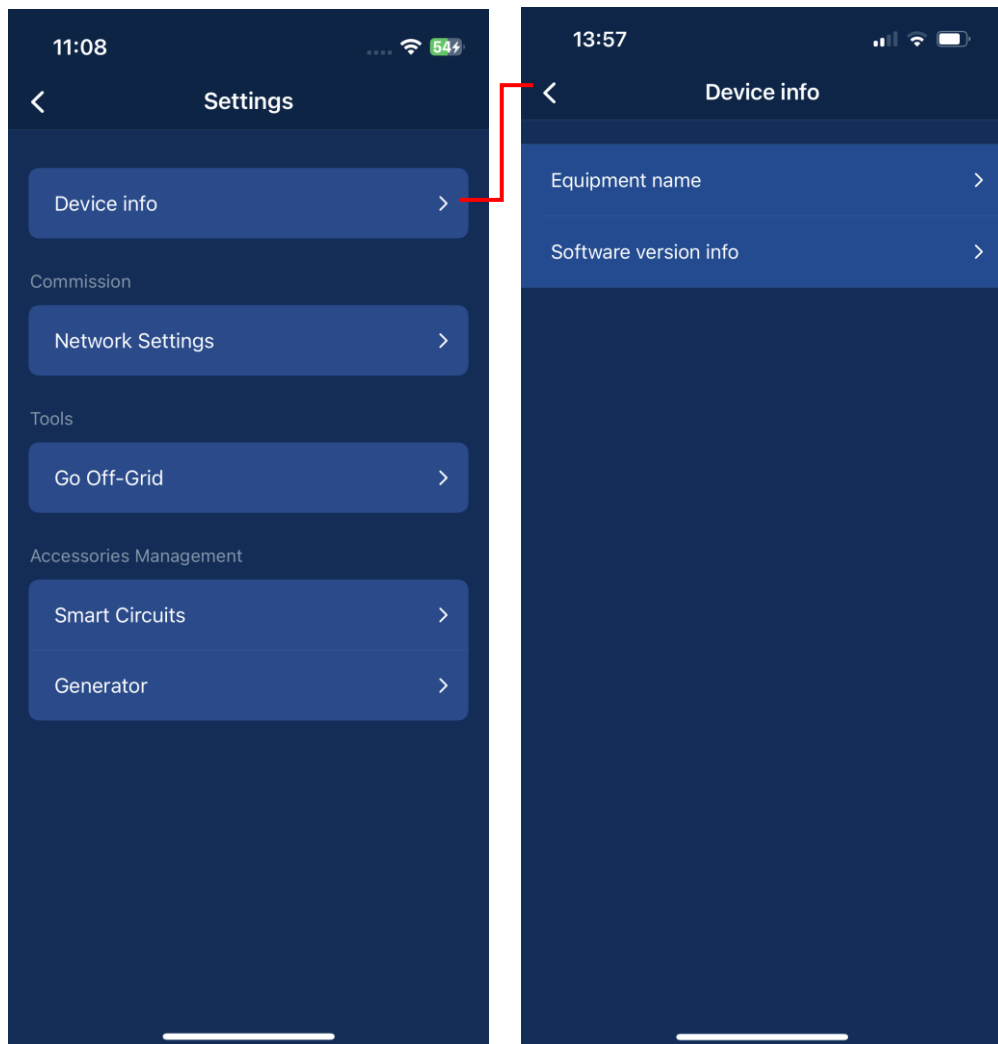 11:08
54
Settings
Device info
Commission
Network Settings
Tools
Go Off-Grid
Accessories Management
Smart Circuits
Generator
13:57
Device info
Equipment name
Software version info